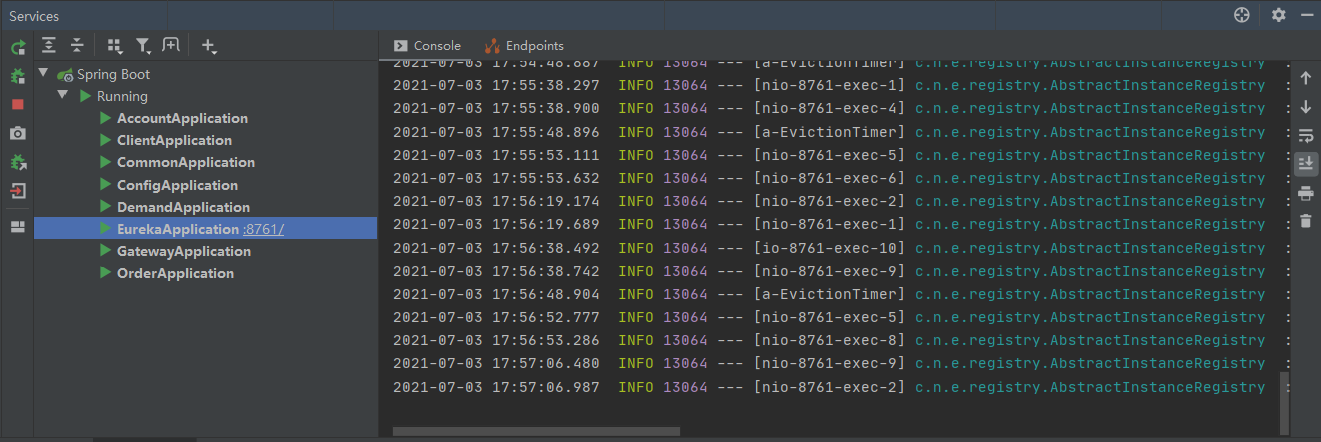 Services
Console Endpoints
Spring Boot
Running
AccountApplication
ClientApplication
CommonApplication
ConfigApplication
DemandApplication
EurekaApplication :8761/
GatewayApplication
OrderApplication
2021-07-03 17:54:48.887 INFO 13064 --- [a-EvictionTimer] c.n.e.registry.AbstractInstanceRegistry :
2021-07-03 17:55:38.297 INFO 13064 --- [nio-8761-exec-1] c.n.e.registry.AbstractInstanceRegistry :
2021-07-03 17:55:38.900 INFO 13064 --- [nio-8761-exec-4] c.n.e.registry.AbstractInstanceRegistry :
2021-07-03 17:55:48.896 INFO 13064 --- [a-EvictionTimer] c.n.e.registry.AbstractInstanceRegistry :
2021-07-03 17:55:53.111 INFO 13064 --- [nio-8761-exec-5] c.n.e.registry.AbstractInstanceRegistry :
2021-07-03 17:55:53.632 INFO 13064 --- [nio-8761-exec-6] c.n.e.registry.AbstractInstanceRegistry :
2021-07-03 17:56:19.174 INFO 13064 --- [nio-8761-exec-2] c.n.e.registry.AbstractInstanceRegistry :
2021-07-03 17:56:19.689 INFO 13064 --- [nio-8761-exec-1] c.n.e.registry.AbstractInstanceRegistry :
2021-07-03 17:56:38.492 INFO 13064 --- [io-8761-exec-10] c.n.e.registry.AbstractInstanceRegistry :
2021-07-03 17:56:38.742 INFO 13064 --- [nio-8761-exec-9] c.n.e.registry.AbstractInstanceRegistry :
2021-07-03 17:56:48.904 INFO 13064 --- [a-EvictionTimer] c.n.e.registry.AbstractInstanceRegistry :
2021-07-03 17:56:52.777 INFO 13064 --- [nio-8761-exec-5] c.n.e.registry.AbstractInstanceRegistry :
2021-07-03 17:56:53.286 INFO 13064 --- [nio-8761-exec-8] c.n.e.registry.AbstractInstanceRegistry :
2021-07-03 17:57:06.480 INFO 13064 --- [nio-8761-exec-9] c.n.e.registry.AbstractInstanceRegistry :
2021-07-03 17:57:06.987 INFO 13064 --- [nio-8761-exec-2] c.n.e.registry.AbstractInstanceRegistry :